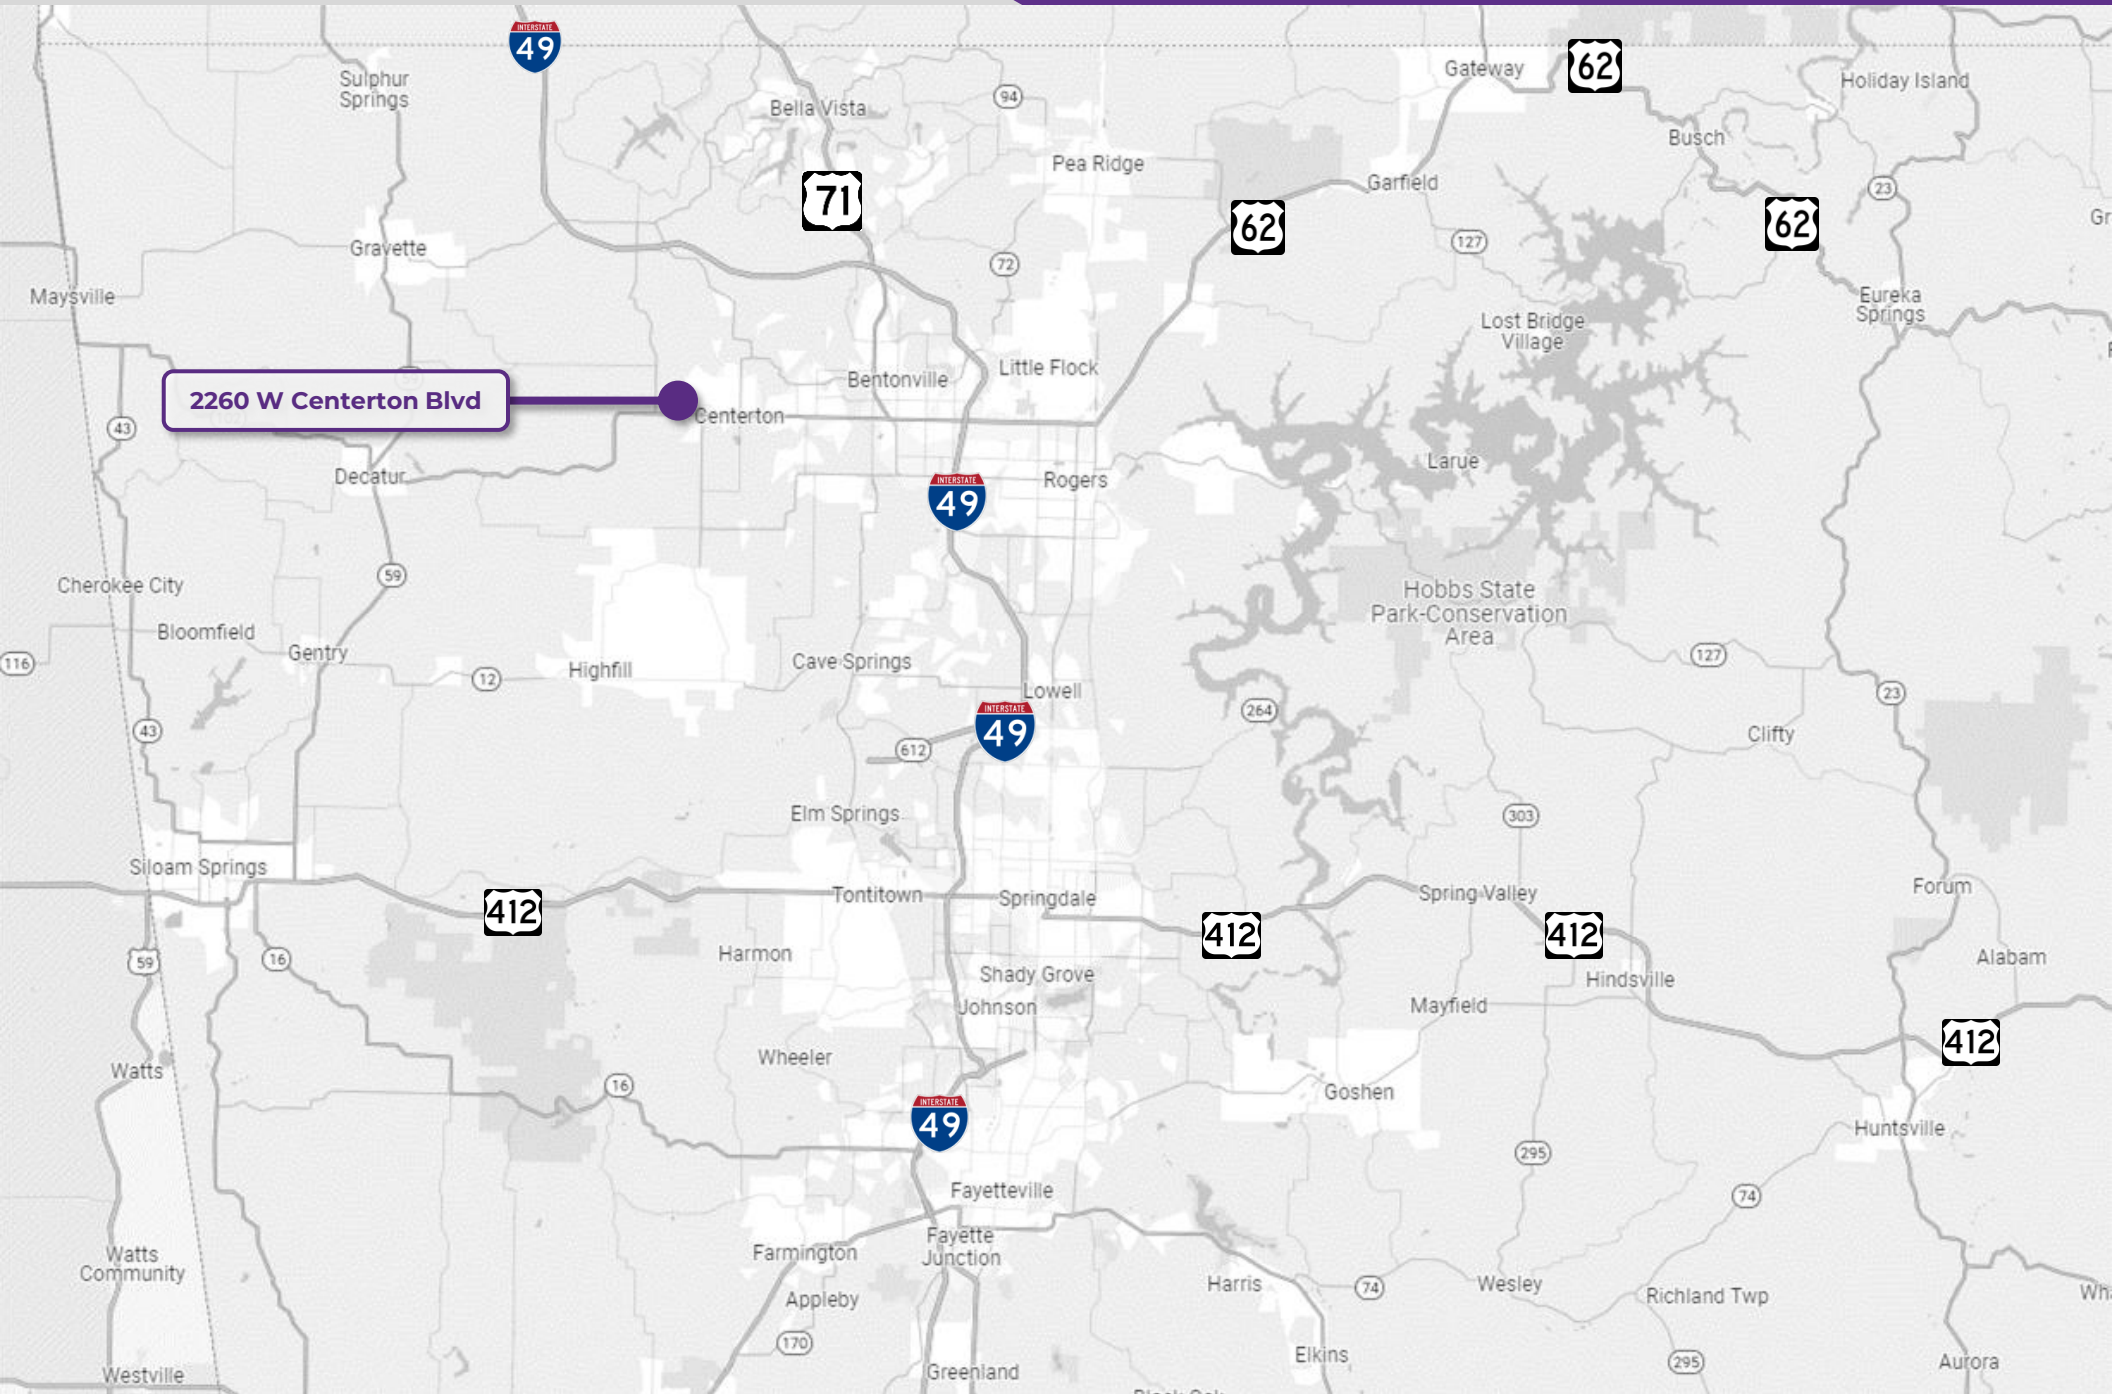 INTERSTATE
49
Sulphur
Springs
Gateway
62
Holiday Island
94
Bella Vista
Busch
Pea Ridge
Garfield
23
71
62
62
127
Gravette
72
Maysville
Eureka
Springs
Lost Bridge
Village
Little Flock
Bentonville
2260 W Centerton Blvd
Centerton
43
Decatur
Larue
Rogers
INTERSTATE
49
59
Cherokee City
Hobbs State
Park-Conservation
Area
Bloomfield
Gentry
116
Highfill
Cave Springs
127
12
Lowell
23
264
INTERSTATE
49
43
612
Clifty
Elm Springs
303
Siloam Springs
Tontitown
Springdale
Spring Valley
Forum
412
412
412
Harmon
Alabam
59
16
Shady Grove
Hindsville
Johnson
Mayfield
412
Wheeler
Watts
16
Goshen
INTERSTATE
49
Huntsville
295
Fayetteville
74
Fayette
Junction
Farmington
Watts
Community
Harris
74
Wesley
Richland Twp
Appleby
170
Elkins
295
Aurora
Westville
Greenland